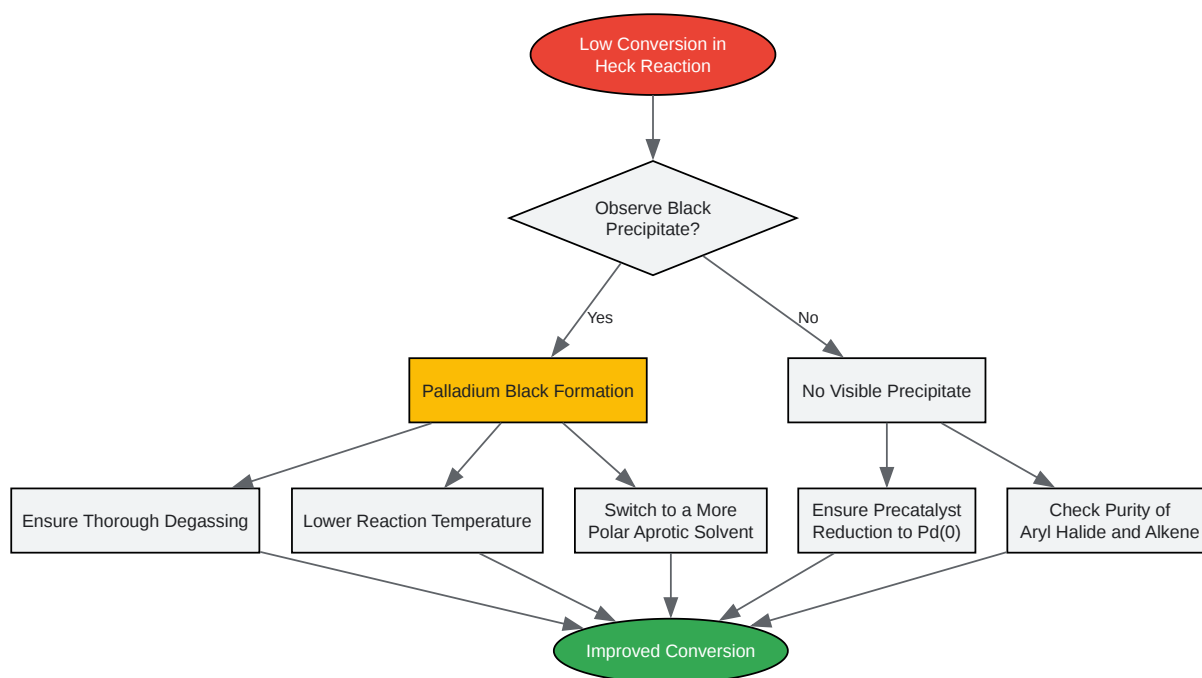 Low Conversion in
Heck Reaction
Observe Black
Precipitate?
Yes
No
Palladium Black Formation
No Visible Precipitate
Ensure Thorough Degassing
Lower Reaction Temperature
Switch to a More
Polar Aprotic Solvent
Ensure Precatalyst
Reduction to Pd(0)
Check Purity of
Aryl Halide and Alkene
Improved Conversion